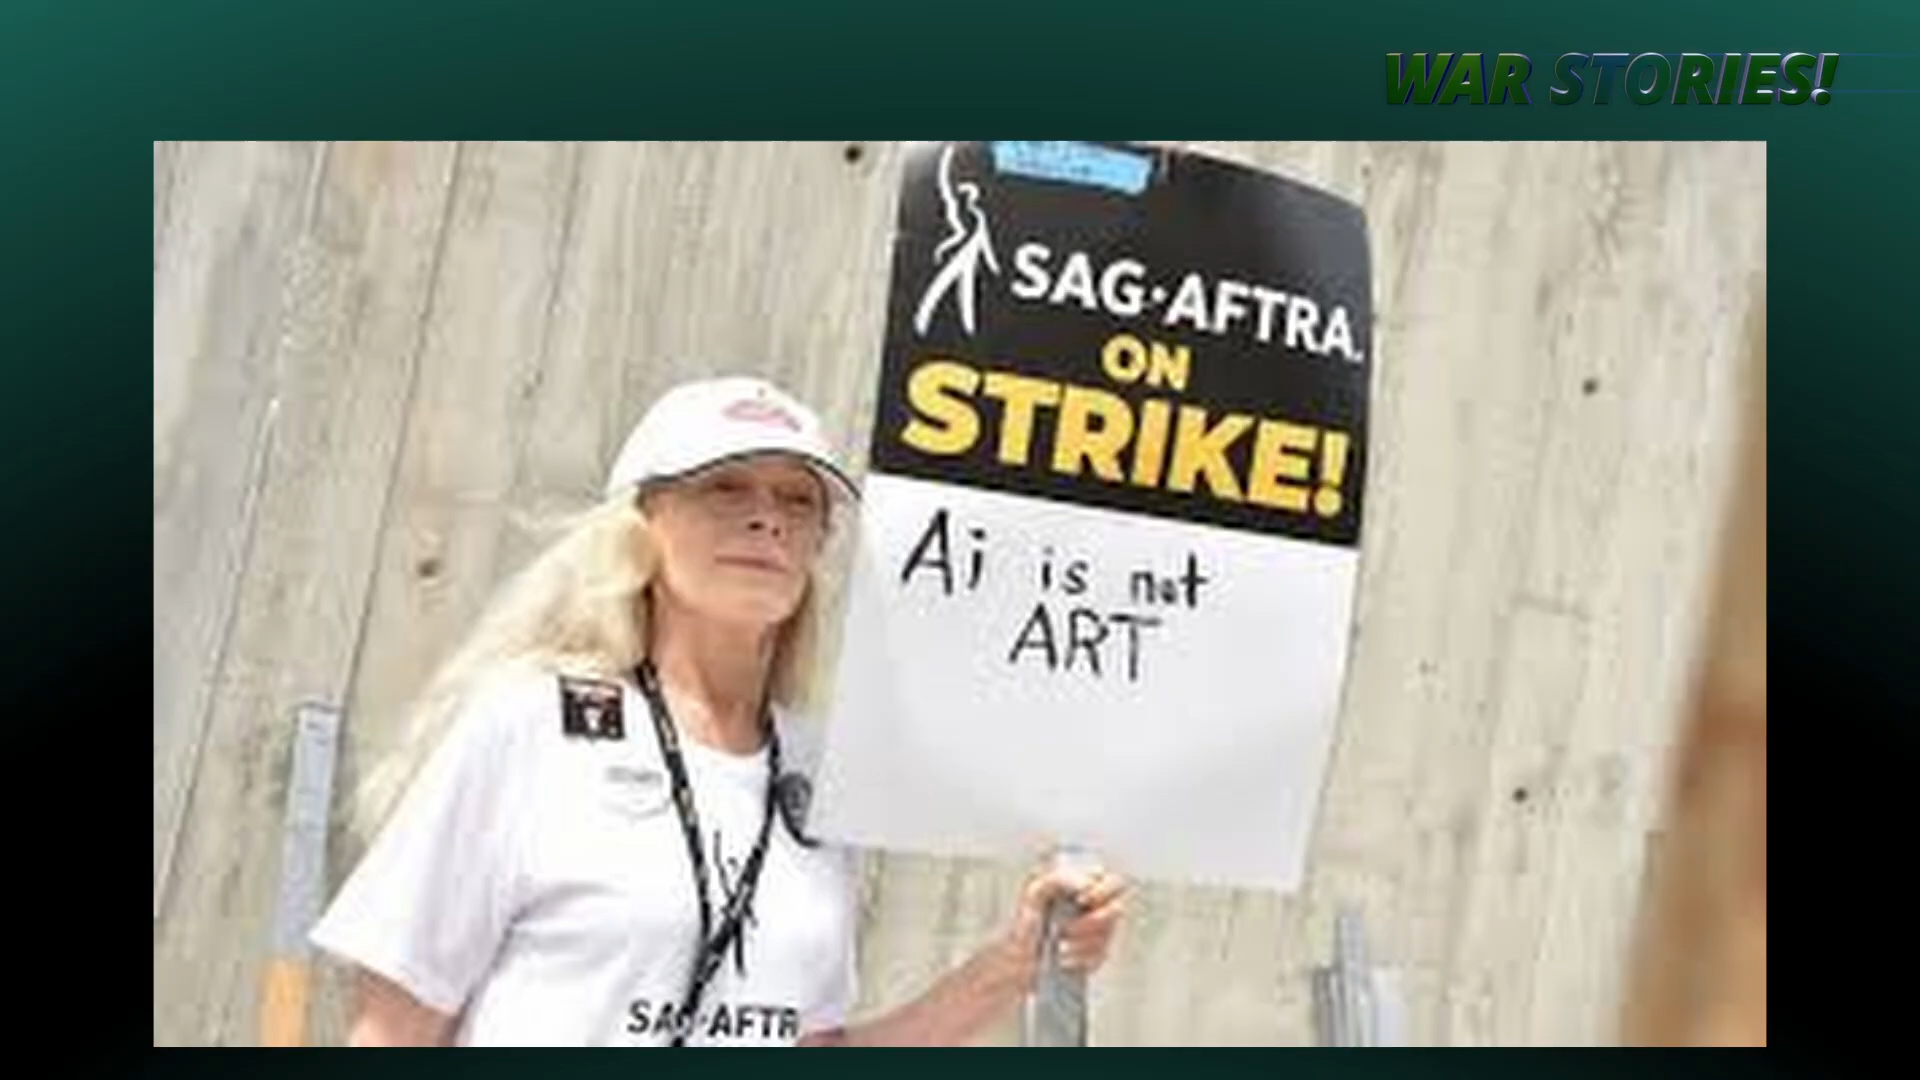 WAR STORIES!
SAG·AFTRA.
ON
STRIKE!
Ai is not
ART
SAG·AFTR